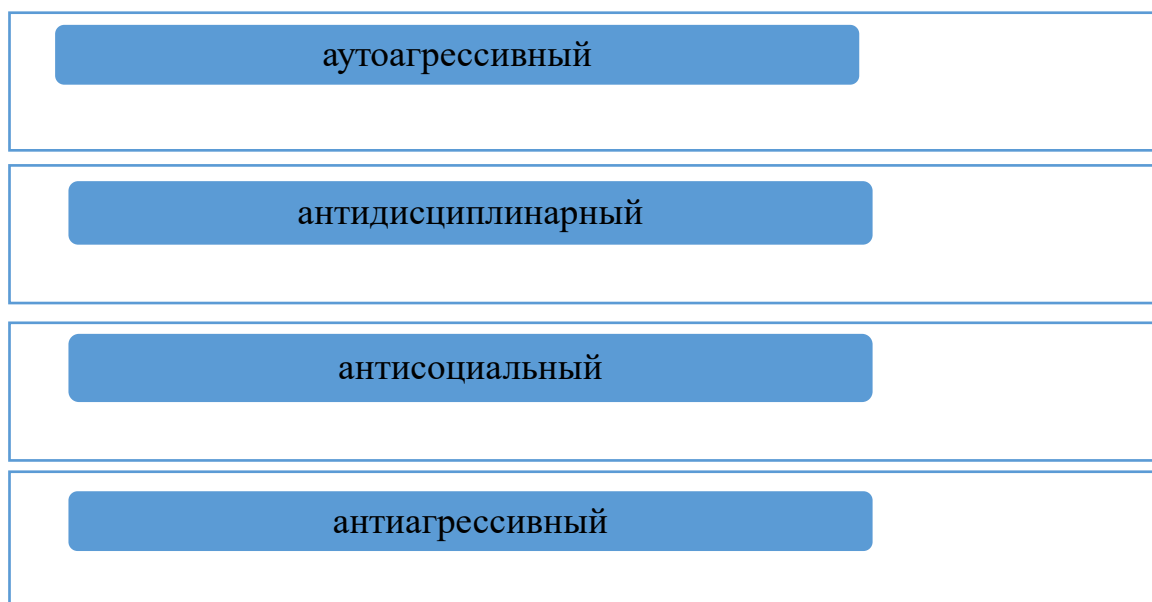 аутоагрессивный
антидисциплинарный
антисоциальный
антиагрессивный